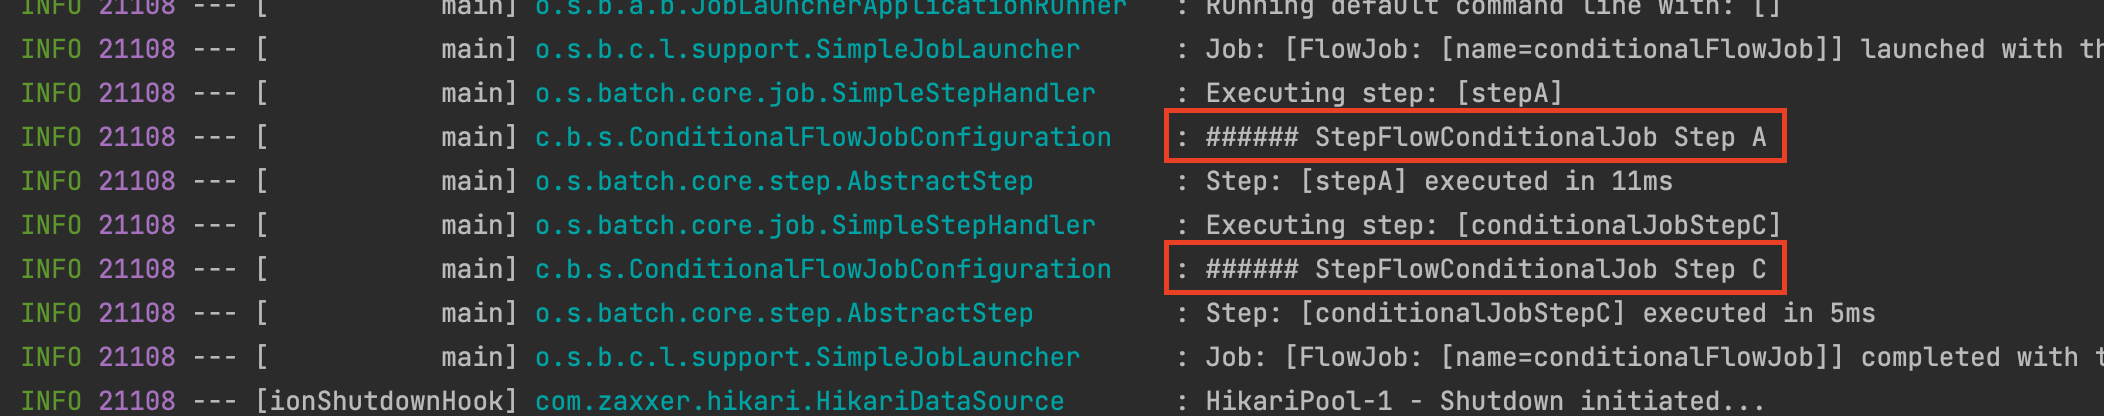 INFO 21108 --- [           main] o.s.b.a.b.JobLauncherApplicationRunner   : Running default command line with: []
INFO 21108 --- [           main] o.s.b.c.l.support.SimpleJobLauncher      : Job: [FlowJob: [name=conditionalFlowJob]] launched with th
INFO 21108 --- [           main] o.s.batch.core.job.SimpleStepHandler     : Executing step: [stepA]
INFO 21108 --- [           main] c.b.s.ConditionalFlowJobConfiguration    : ###### StepFlowConditionalJob Step A
INFO 21108 --- [           main] o.s.batch.core.step.AbstractStep         : Step: [stepA] executed in 11ms
INFO 21108 --- [           main] o.s.batch.core.job.SimpleStepHandler     : Executing step: [conditionalJobStepC]
INFO 21108 --- [           main] c.b.s.ConditionalFlowJobConfiguration    : ###### StepFlowConditionalJob Step C
INFO 21108 --- [           main] o.s.batch.core.step.AbstractStep         : Step: [conditionalJobStepC] executed in 5ms
INFO 21108 --- [           main] o.s.b.c.l.support.SimpleJobLauncher      : Job: [FlowJob: [name=conditionalFlowJob]] completed with t
INFO 21108 --- [ionShutdownHook] com.zaxxer.hikari.HikariDataSource       : HikariPool-1 - Shutdown initiated...